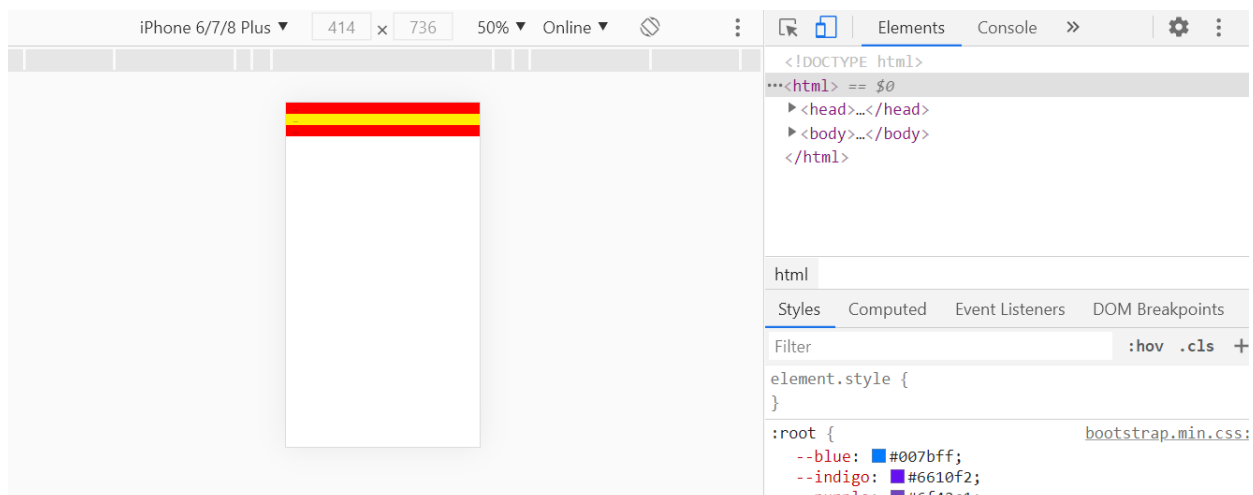 iPhone 6/7/8 Plus ▼ 414 × 736 50% ▼ Online ▼
Elements Console »
<!DOCTYPE html>
···<html> == $0
▶<head>…</head>
▶<body>…</body>
</html>
html
Styles Computed Event Listeners DOM Breakpoints
Filter :hov .cls +
element.style {
}
:root { bootstrap.min.css:
--blue: #007bff;
--indigo: #6610f2;